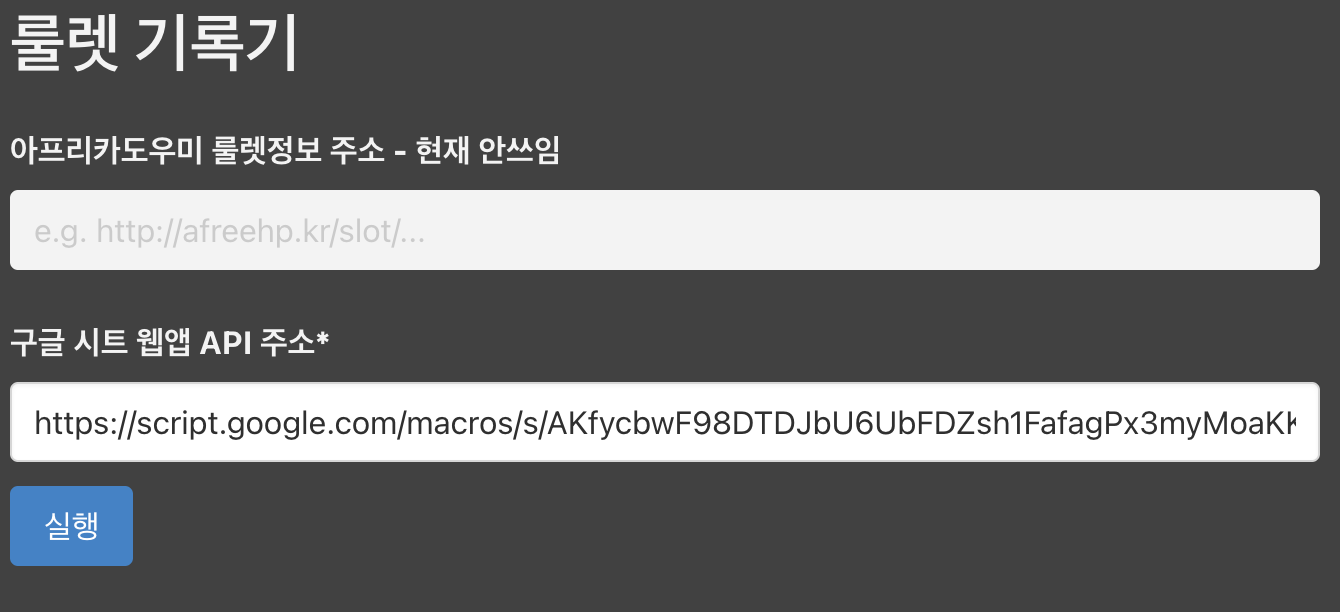 룰렛 기록기
아프리카도우미 룰렛정보 주소 - 현재 안쓰임
e.g. http://afreehp.kr/slot/...
구글 시트 웹앱 API 주소*
https://script.google.com/macros/s/AKfycbwF98DTDJbU6UbFDZsh1FafagPx3myMoaKK
실행